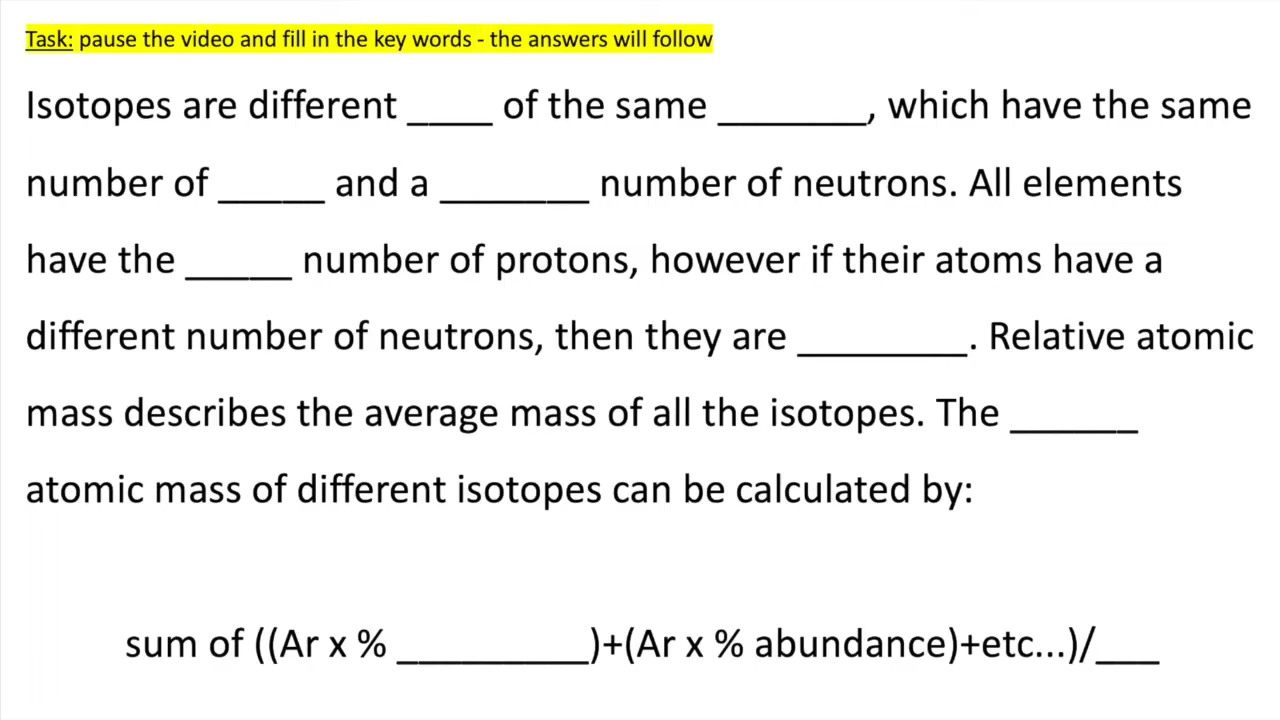 Task: pause the video and fill in the key words - the answers will follow
Isotopes are different ____ of the same _______, which have the same
number of _____ and a _______ number of neutrons. All elements
have the _____ number of protons, however if their atoms have a
different number of neutrons, then they are ________. Relative atomic
mass describes the average mass of all the isotopes. The ______
atomic mass of different isotopes can be calculated by:
sum of ((Ar x % _________)+(Ar x % abundance)+etc...)/___